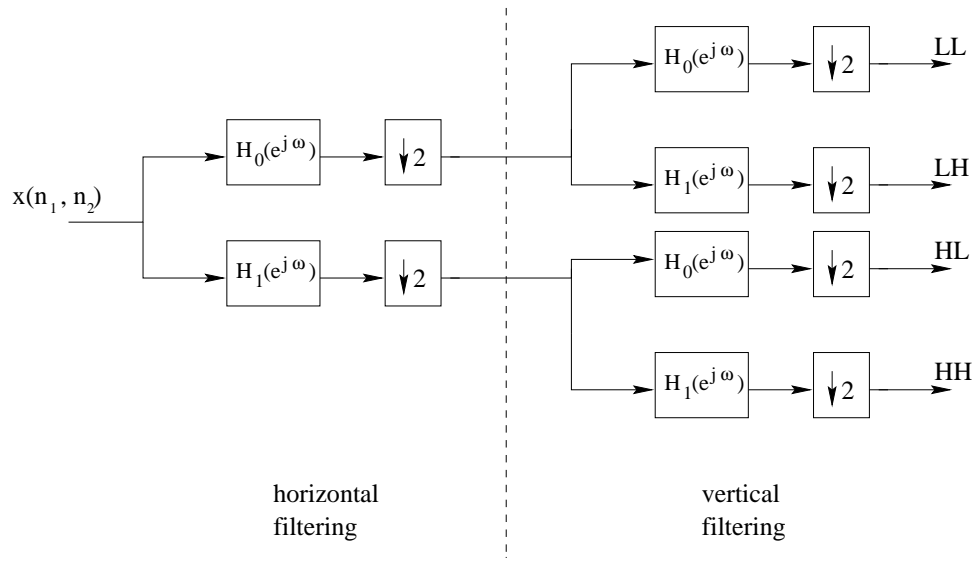 H₀(e^{jω}) ↓2 LL
H₀(e^{jω}) ↓2
H₁(e^{jω}) ↓2 LH
x(n₁, n₂)
H₁(e^{jω}) ↓2
H₀(e^{jω}) ↓2 HL
H₁(e^{jω}) ↓2 HH
horizontal
filtering
vertical
filtering